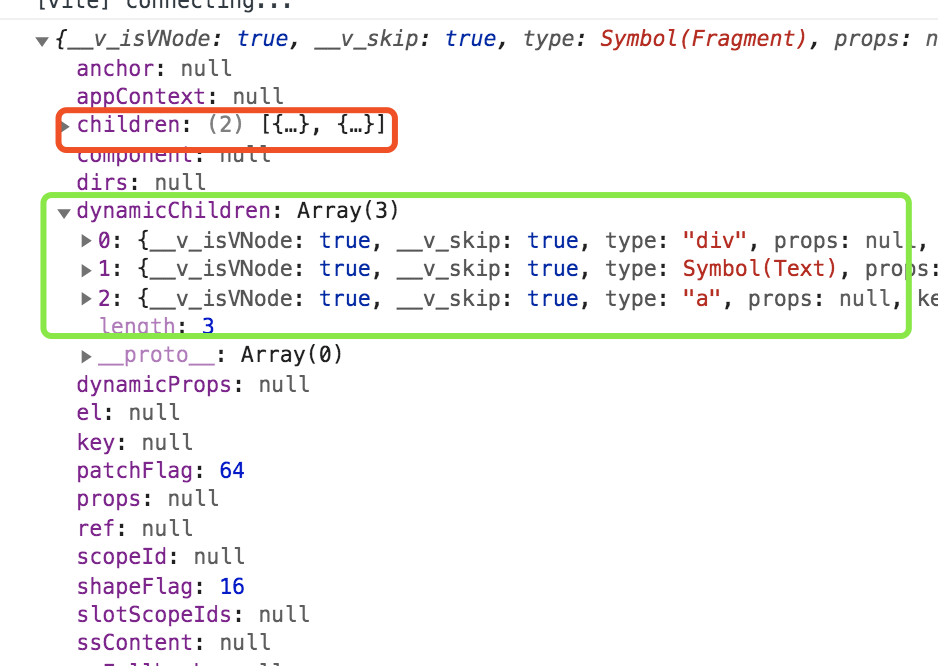 [vite] connecting...
▼{__v_isVNode: true, __v_skip: true, type: Symbol(Fragment), props: n
anchor: null
appContext: null
▶children: (2) [{…}, {…}]
component: null
dirs: null
▼dynamicChildren: Array(3)
▶0: {__v_isVNode: true, __v_skip: true, type: "div", props: null,
▶1: {__v_isVNode: true, __v_skip: true, type: Symbol(Text), props:
▶2: {__v_isVNode: true, __v_skip: true, type: "a", props: null, ke
length: 3
▶__proto__: Array(0)
dynamicProps: null
el: null
key: null
patchFlag: 64
props: null
ref: null
scopeId: null
shapeFlag: 16
slotScopeIds: null
ssContent: null